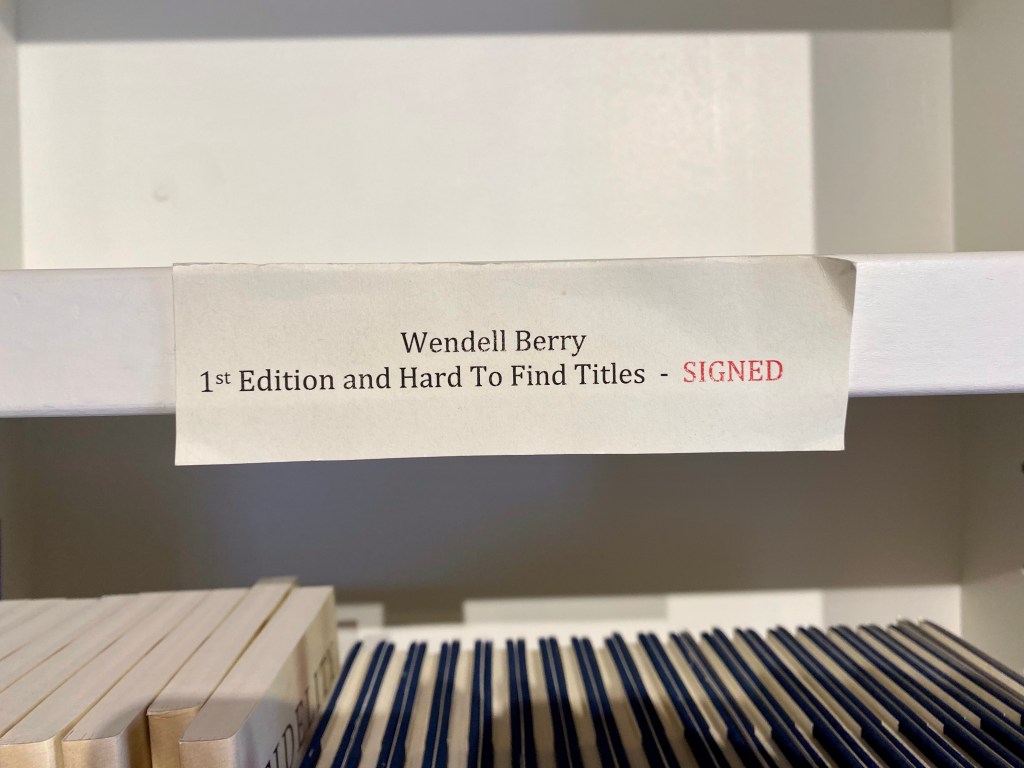 Wendell Berry
1st Edition and Hard To Find Titles - SIGNED